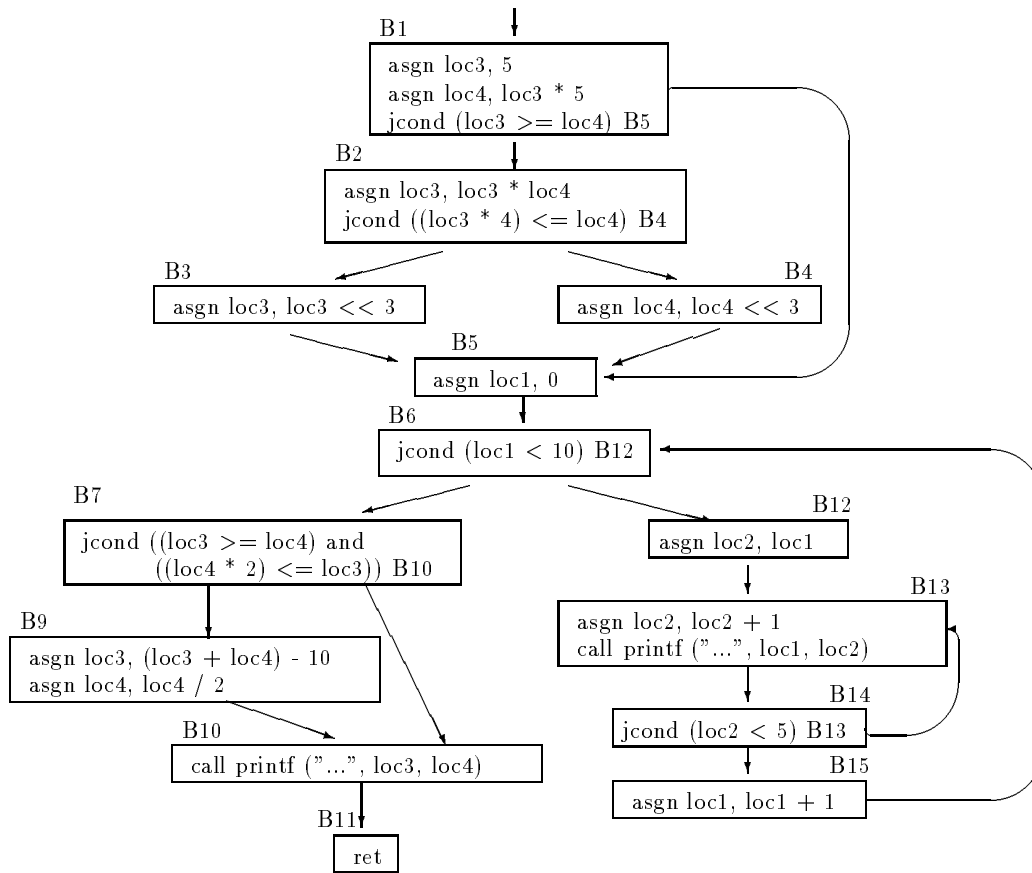 B1
asgn loc3, 5
asgn loc4, loc3 * 5
jcond (loc3 >= loc4) B5
B2
asgn loc3, loc3 * loc4
jcond ((loc3 * 4) <= loc4) B4
B3
asgn loc3, loc3 << 3
B4
asgn loc4, loc4 << 3
B5
asgn loc1, 0
B6
jcond (loc1 < 10) B12
B7
jcond ((loc3 >= loc4) and
((loc4 * 2) <= loc3)) B10
B9
asgn loc3, (loc3 + loc4) - 10
asgn loc4, loc4 / 2
B10
call printf ("...", loc3, loc4)
B11
ret
B12
asgn loc2, loc1
B13
asgn loc2, loc2 + 1
call printf ("...", loc1, loc2)
B14
jcond (loc2 < 5) B13
B15
asgn loc1, loc1 + 1